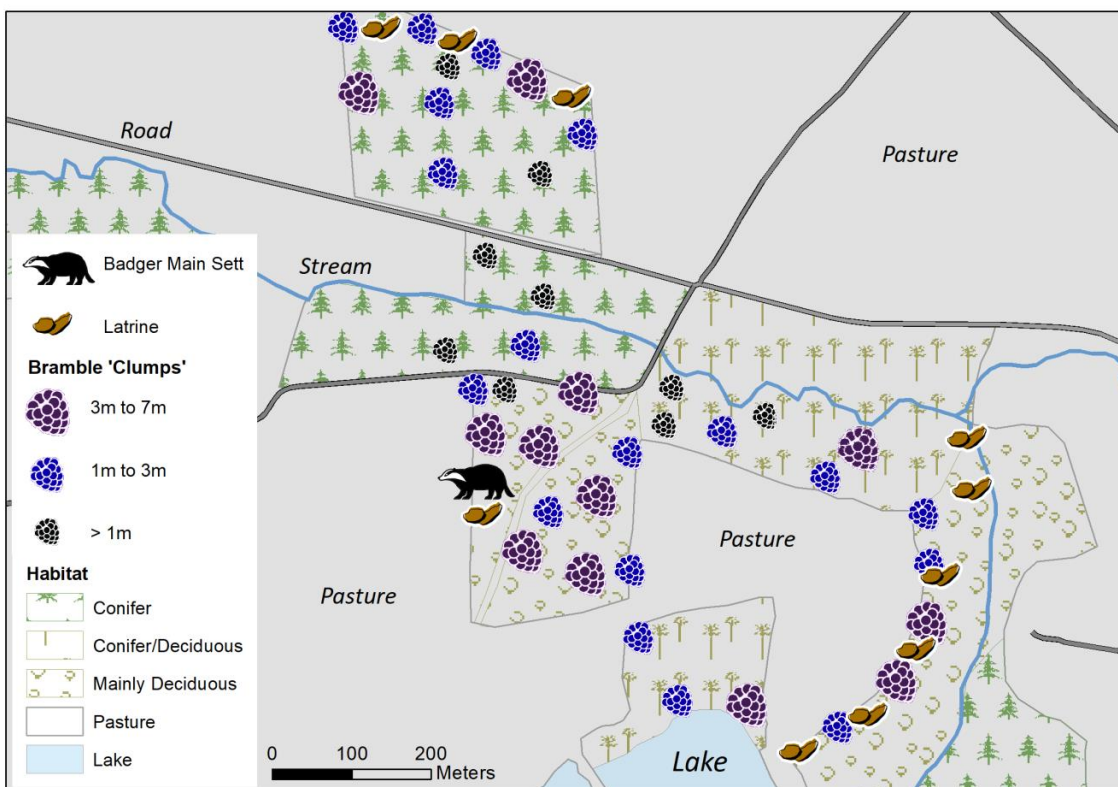 Road
Pasture
Stream
Badger Main Sett
Latrine
Bramble 'Clumps'
3m to 7m
1m to 3m
> 1m
Habitat
Conifer
Conifer/Deciduous
Mainly Deciduous
Pasture
Lake
Pasture
Pasture
0 100 200
Meters
Lake